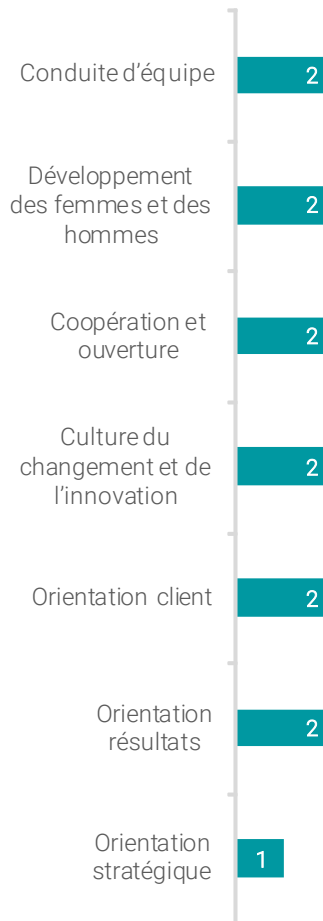 Conduite d'équipe
2
Développement
des femmes et des
hommes
2
Coopération et
ouverture
2
Culture du
changement et de
l'innovation
2
Orientation client
2
Orientation
résultats
2
Orientation
stratégique
1